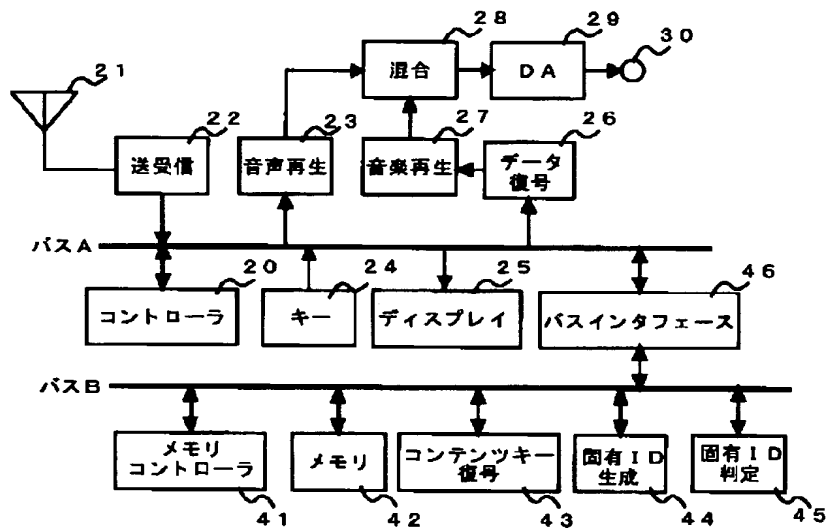 28
29
30
21
混合
DA
22
23
27
26
送受信
音声再生
音楽再生
データ
復号
バスA
20
24
25
46
コントローラ
キー
ディスプレイ
バスインタフェース
バスB
メモリ
コントローラ
メモリ
コンテンツキー
復号
固有ID
生成
固有ID
判定
41
42
43
44
45